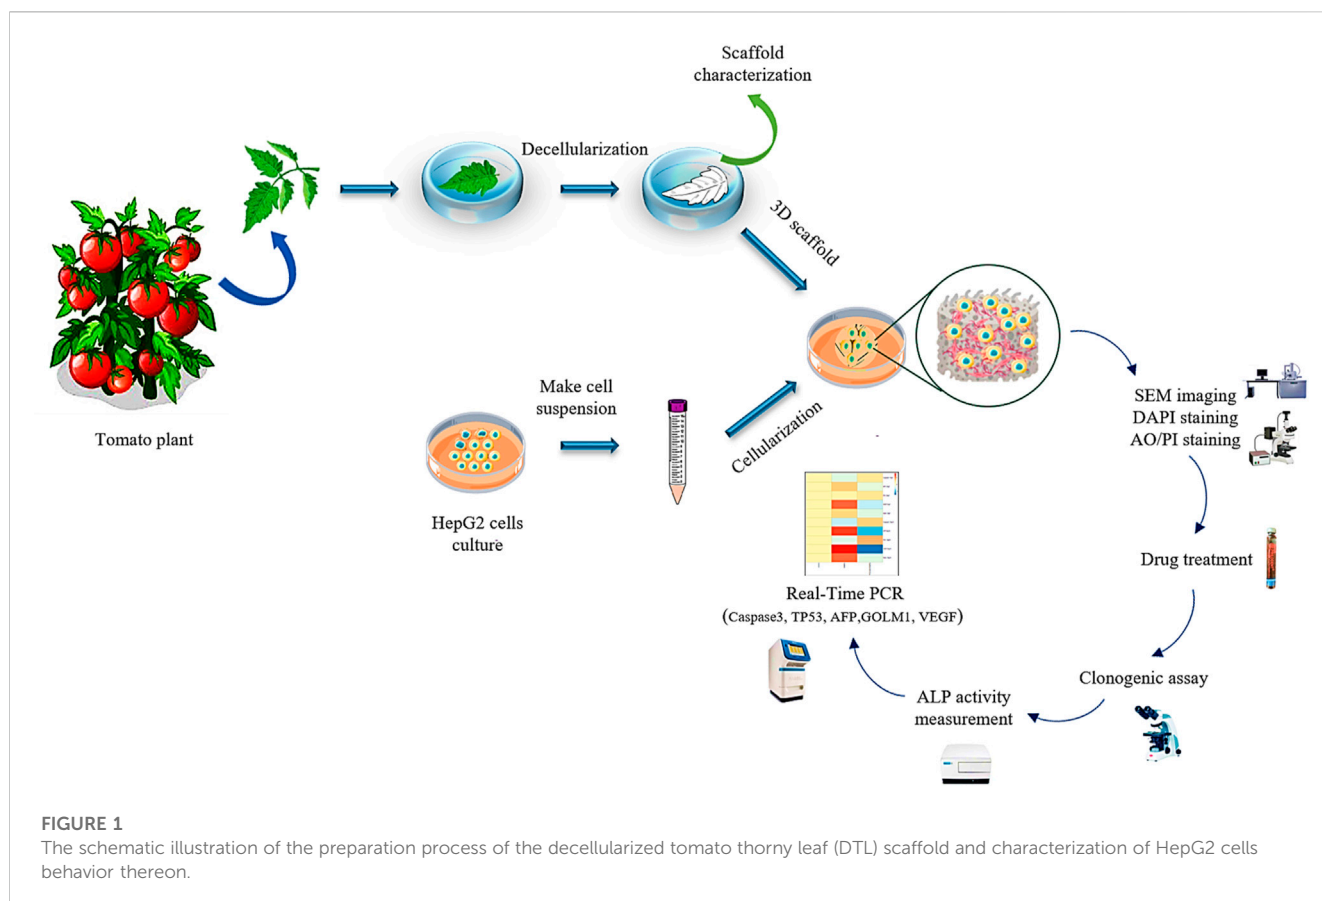 Scaffold
characterization
Decellularization
3D scaffold
Tomato plant
Make cell
suspension
Cellularization
HepG2 cells
culture
SEM imaging
DAPI staining
AO/PI staining
Drug treatment
Clonogenic assay
ALP activity
measurement
Real-Time PCR
(Caspase3, TP53, AFP,GOLM1, VEGF)
FIGURE 1
The schematic illustration of the preparation process of the decellularized tomato thorny leaf (DTL) scaffold and characterization of HepG2 cells
behavior thereon.